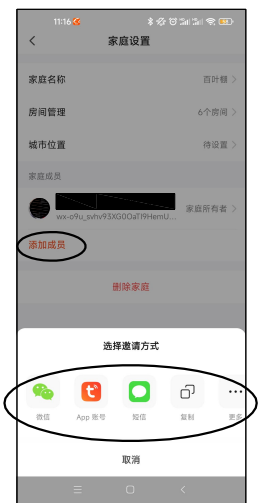 11:16
家庭设置
家庭名称 百叶棚 >
房间管理 6个房间 >
城市位置 待设置 >
家庭成员
wx-o9u_svhv93XG0OaTl9HemU... 家庭所有者 >
添加成员
删除家庭
选择邀请方式
微信 App 账号 短信 复制 更多
取消